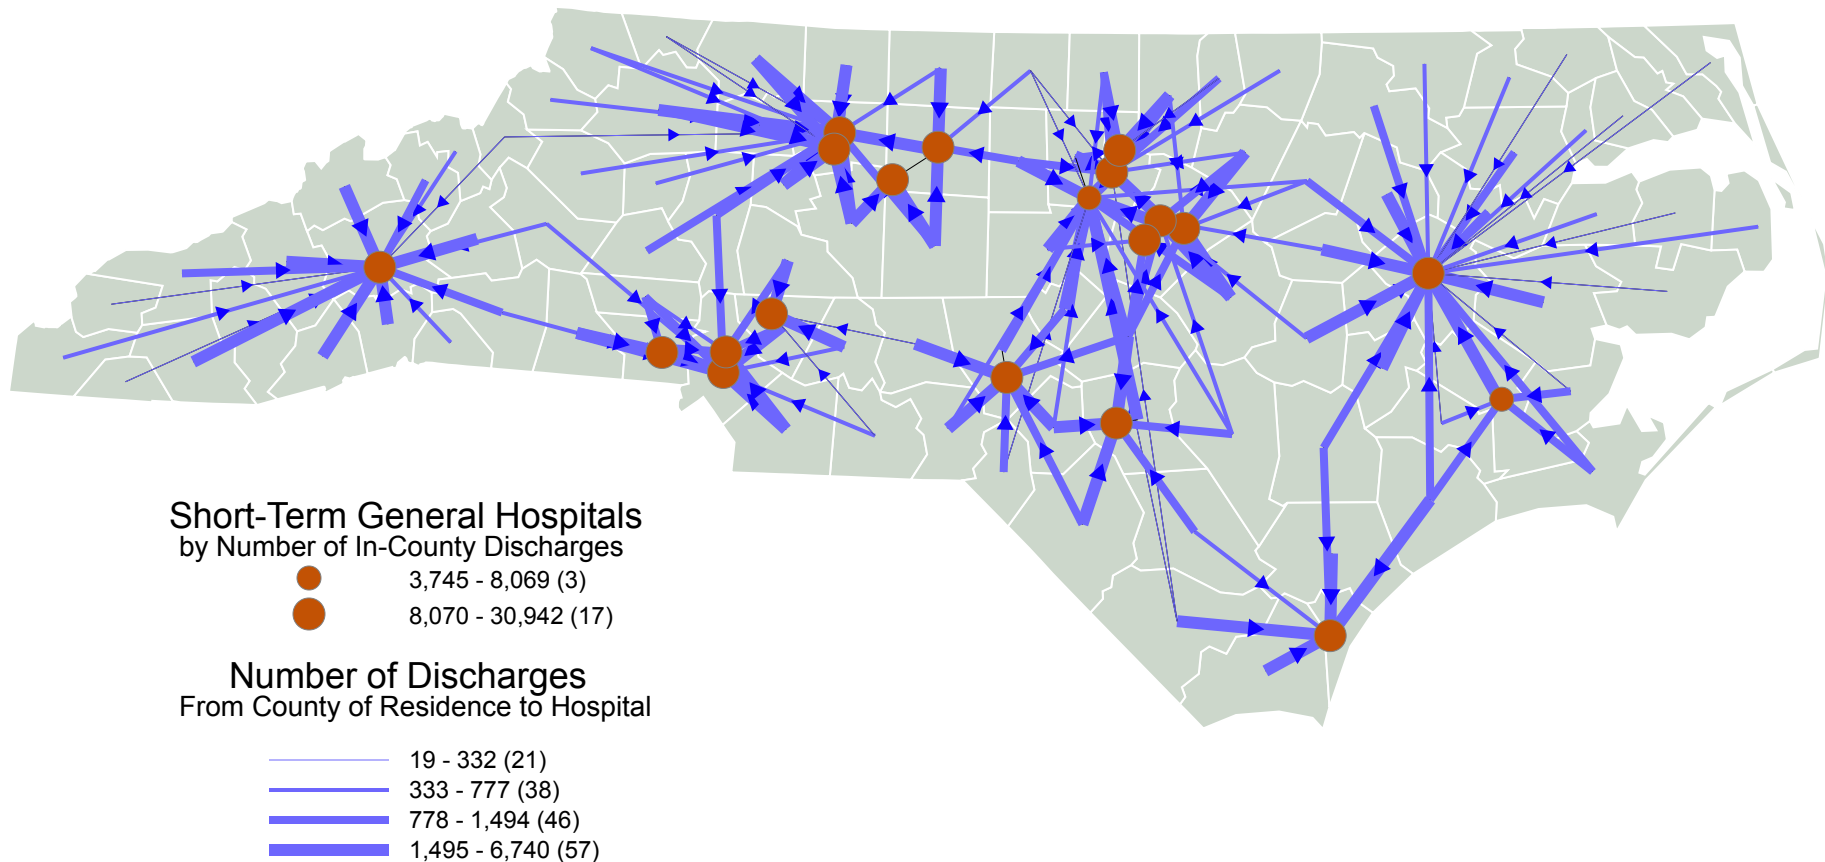 Short-Term General Hospitals
by Number of In-County Discharges
3,745 - 8,069 (3)
8,070 - 30,942 (17)
Number of Discharges
From County of Residence to Hospital
19 - 332 (21)
333 - 777 (38)
778 - 1,494 (46)
1,495 - 6,740 (57)